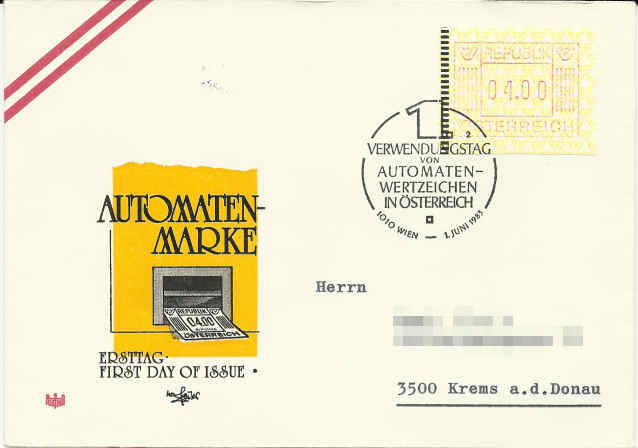 REPUBLIK
04.00
ÖSTERREICH
1.
2
VERWENDUNGSTAG
VON
AUTOMATEN-
WERTZEICHEN
IN ÖSTERREICH
1010 WIEN — 1. JUNI 1983
AUTOMATEN-
MARKE
REPUBLIK
04.00
ÖSTERREICH
ERSTTAG·
FIRST DAY OF ISSUE •
Herrn
3500 Krems a.d.Donau